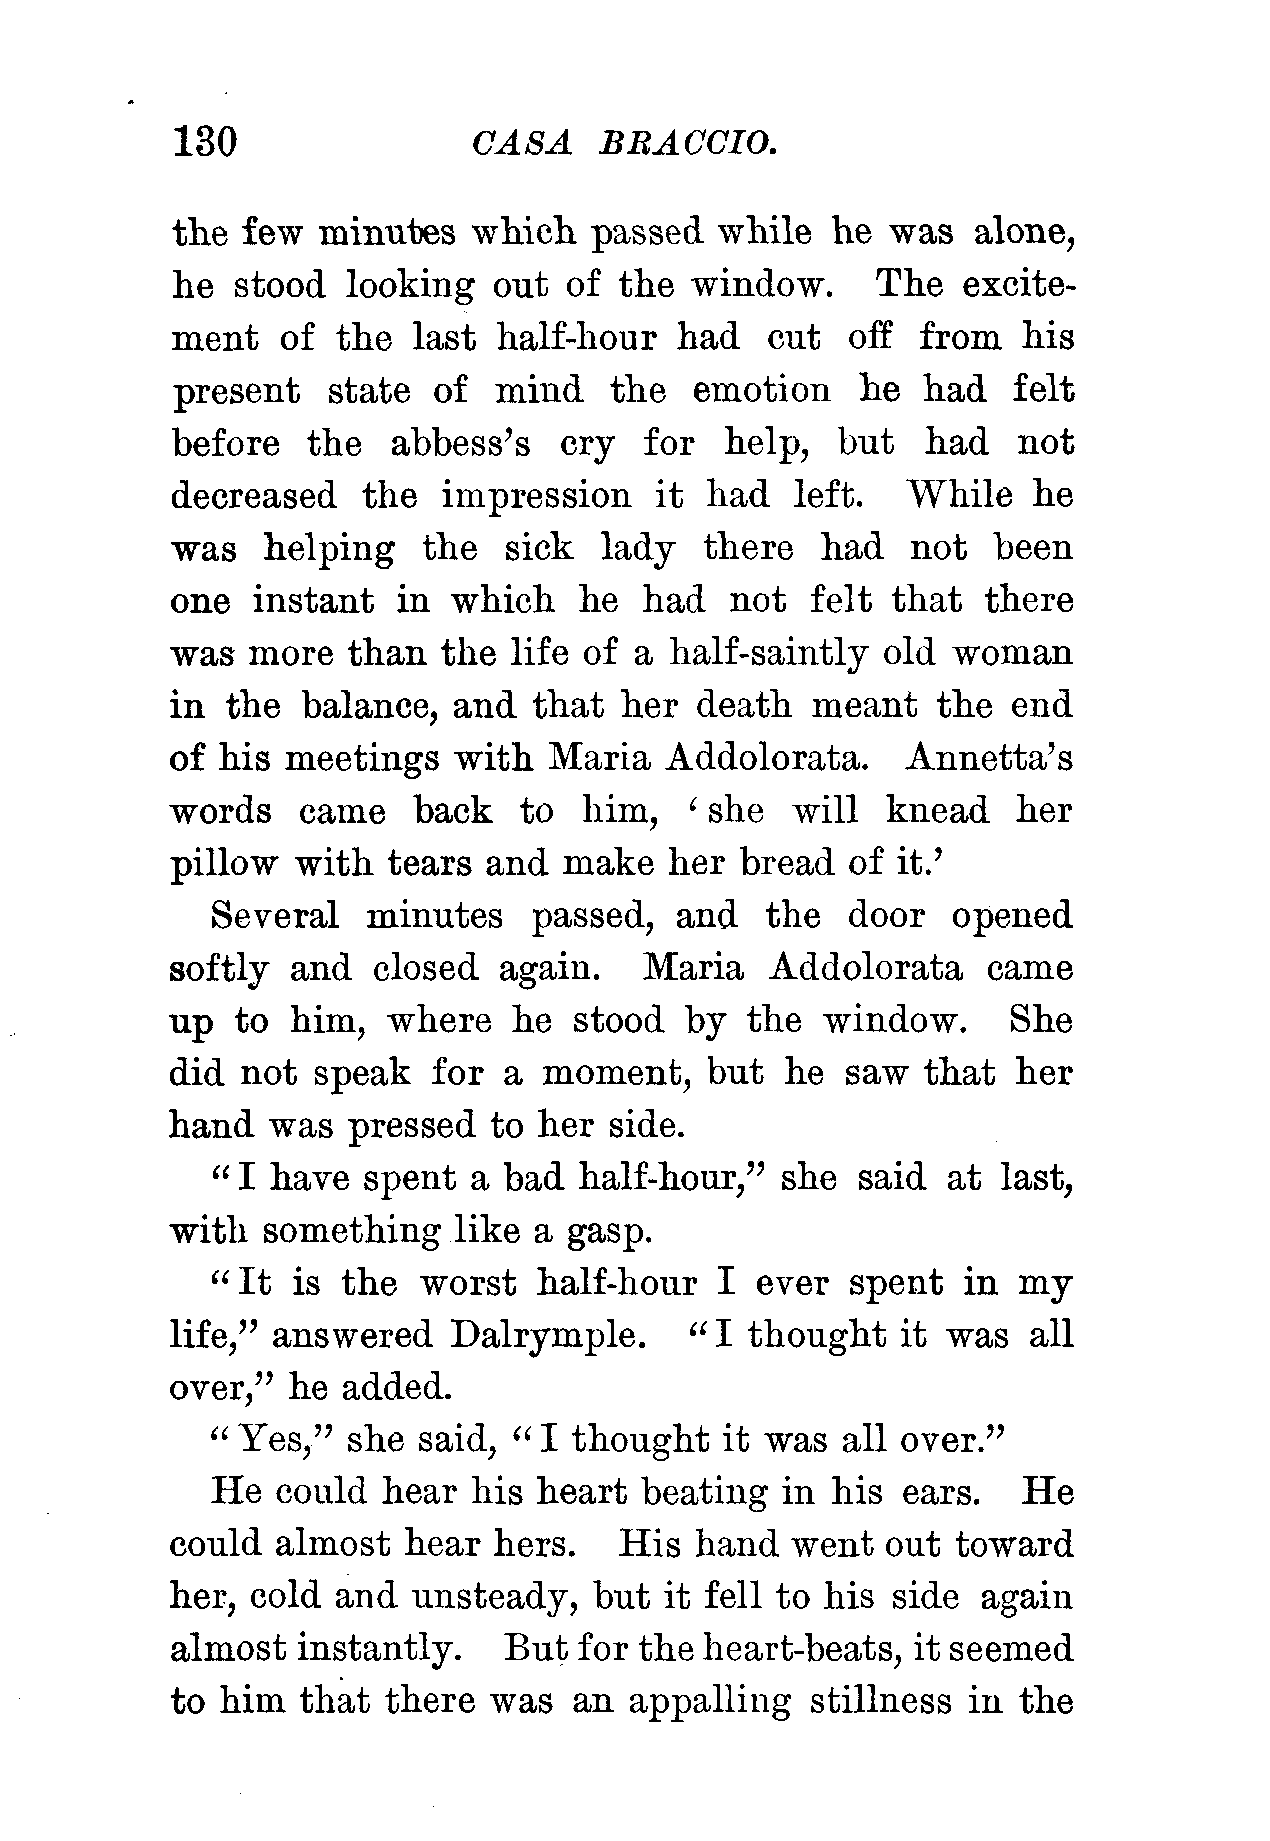 130 CASA BRACCIO.
the few minutes which passed while he was alone,
he stood looking out of the window. The excite-
ment of the last half-hour had cut off from his
present state of mind the emotion he had felt
before the abbess's cry for help, but had not
decreased the impression it had left. While he
was helping the sick lady there had not been
one instant in which he had not felt that there
was more than the life of a half-saintly old woman
in the balance, and that her death meant the end
of his meetings with Maria Addolorata. Annetta's
words came back to him, ‘she will knead her
pillow with tears and make her bread of it.’
Several minutes passed, and the door opened
softly and closed again. Maria Addolorata came
up to him, where he stood by the window. She
did not speak for a moment, but he saw that her
hand was pressed to her side.
“I have spent a bad half-hour,” she said at last,
with something like a gasp.
“It is the worst half-hour I ever spent in my
life,” answered Dalrymple. “I thought it was all
over,” he added.
“Yes,” she said, “I thought it was all over.”
He could hear his heart beating in his ears. He
could almost hear hers. His hand went out toward
her, cold and unsteady, but it fell to his side again
almost instantly. But for the heart-beats, it seemed
to him that there was an appalling stillness in the